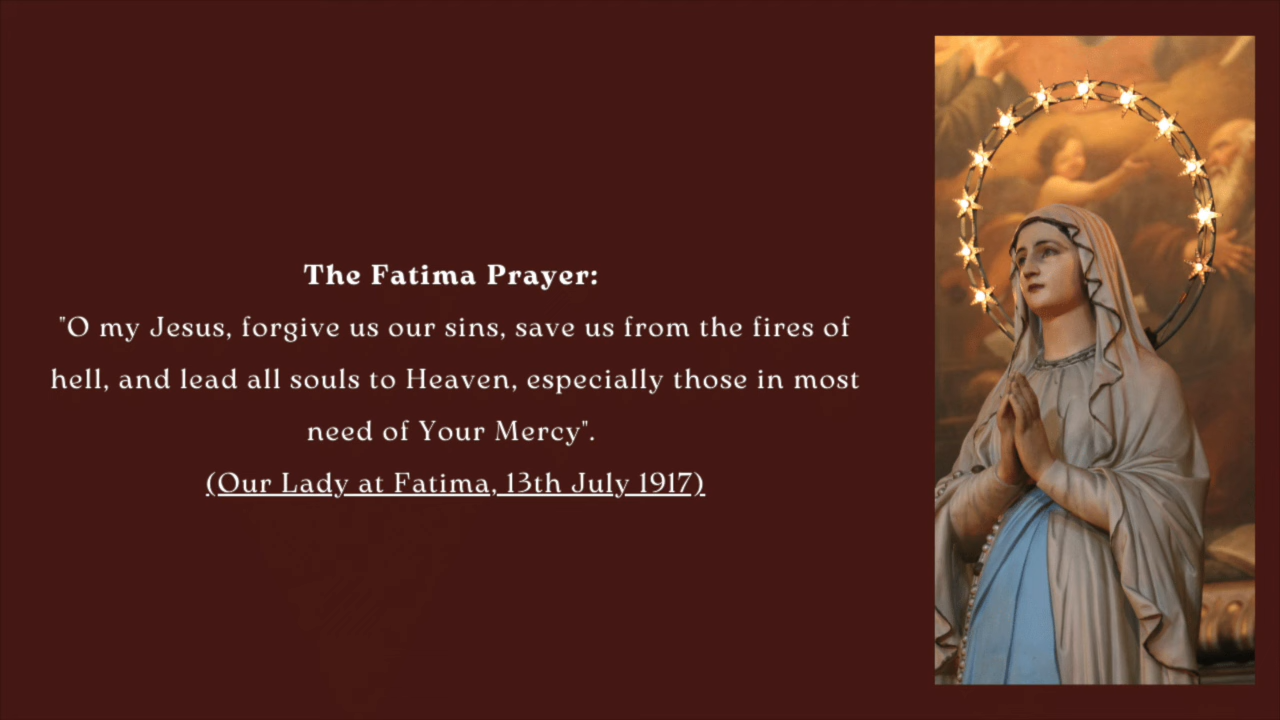 The Fatima Prayer:
"O my Jesus, forgive us our sins, save us from the fires of
hell, and lead all souls to Heaven, especially those in most
need of Your Mercy".
(Our Lady at Fatima, 13th July 1917)